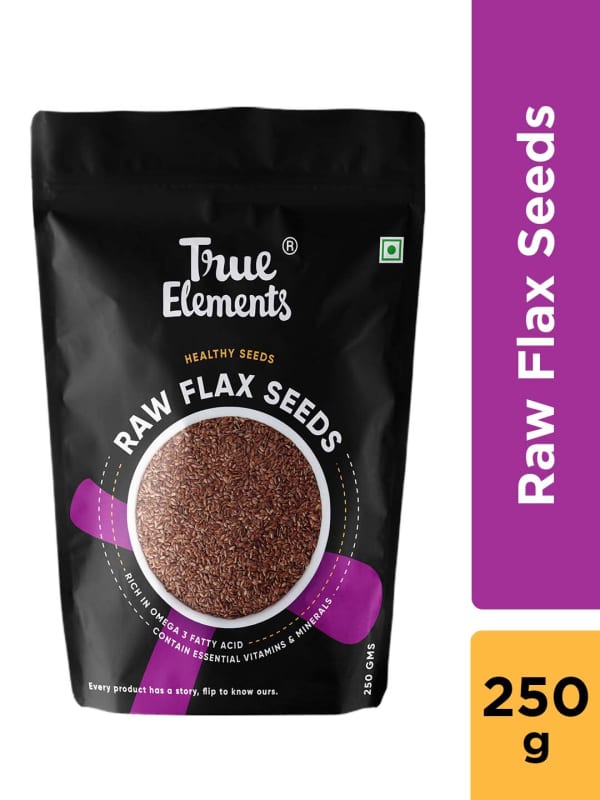 True ®
Elements
HEALTHY SEEDS
RAW FLAX SEEDS
RICH IN OMEGA 3 FATTY ACID
CONTAIN ESSENTIAL VITAMINS & MINERALS
Every product has a story, flip to know ours.
250 GMS
Raw Flax Seeds
250
g